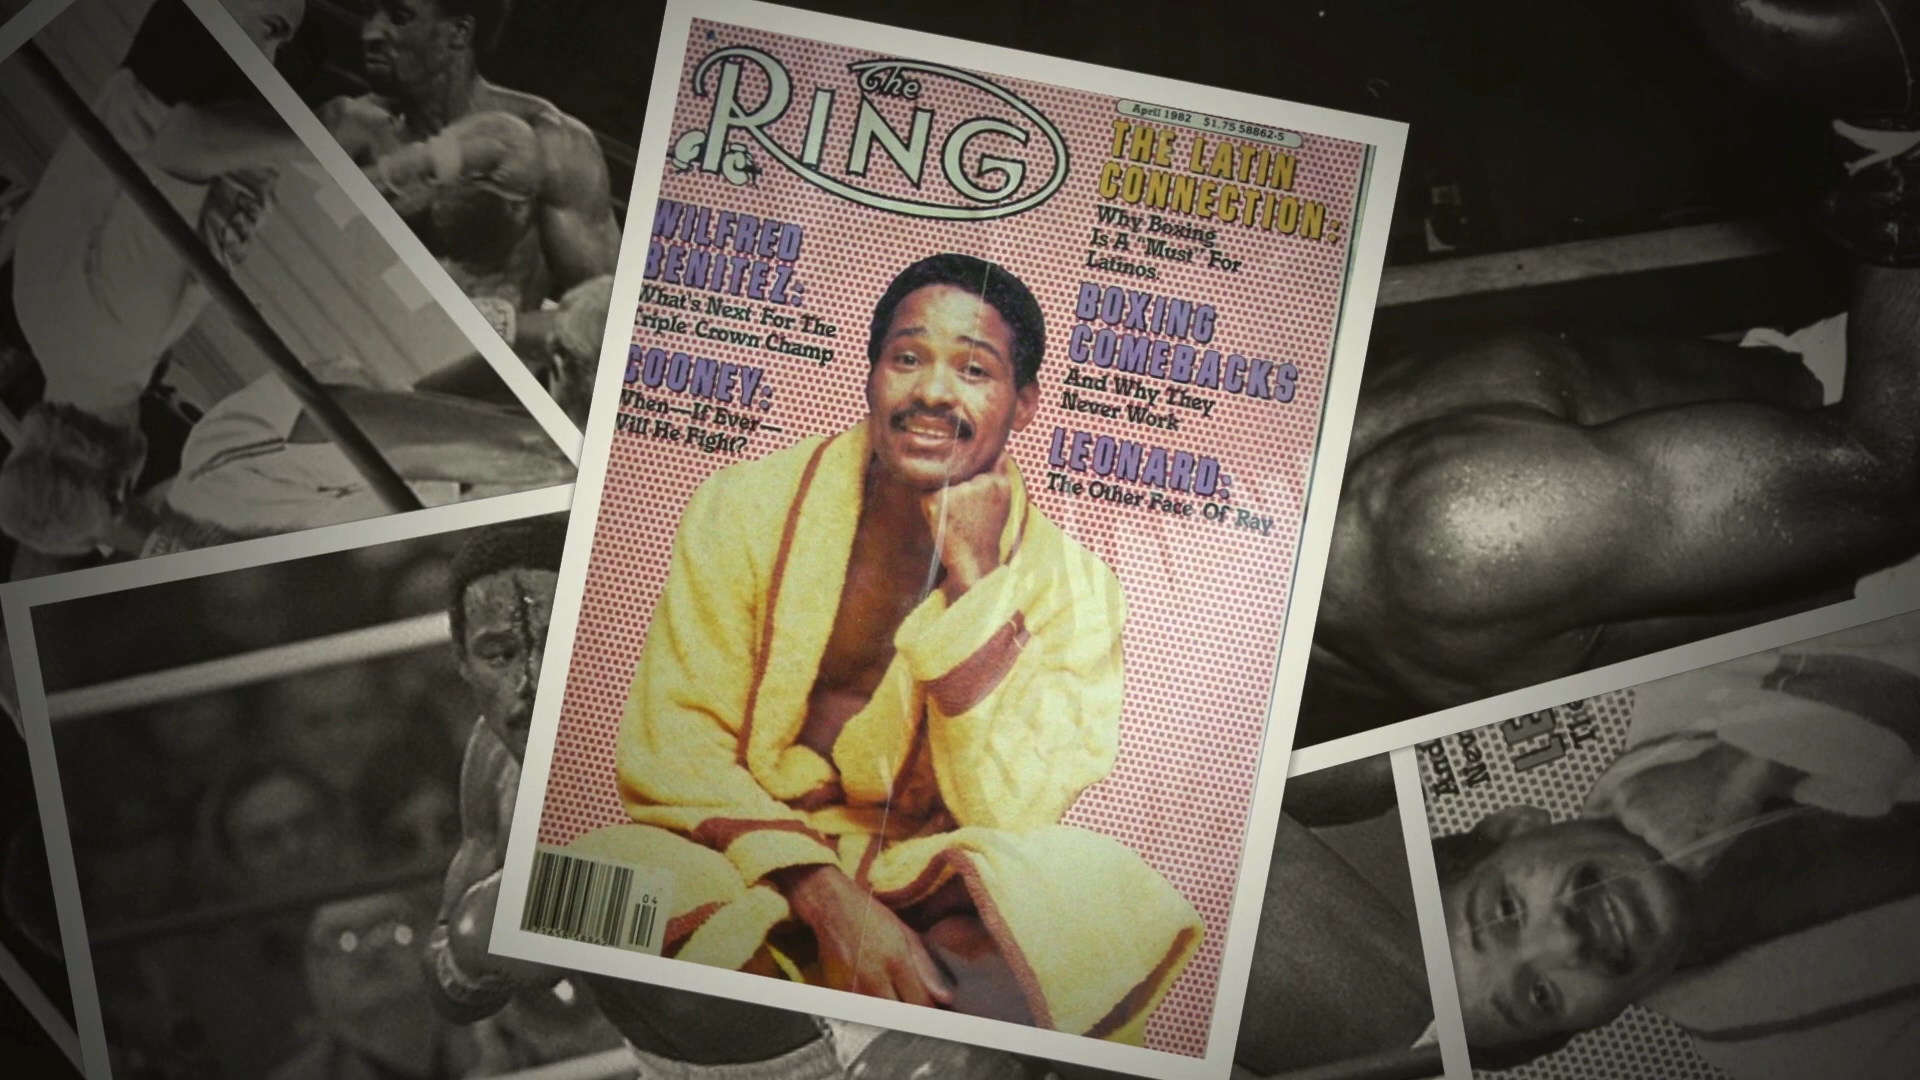 The
RING
April 1982 $1.75 58862-5
THE LATIN
CONNECTION:
Why Boxing
Is A "Must" For
Latinos.
WILFRED
BENITEZ:
What's Next For The
Triple Crown Champ
COONEY:
When—If Ever—
Will He Fight?
BOXING
COMEBACKS
And Why They
Never Work
LEONARD:
The Other Face Of Ray
04